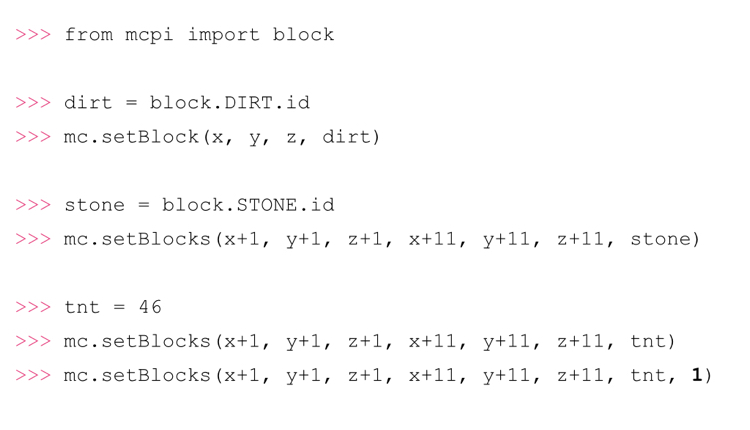 >>> from mcpi import block
>>> dirt = block.DIRT.id
>>> mc.setBlock(x, y, z, dirt)
>>> stone = block.STONE.id
>>> mc.setBlocks(x+1, y+1, z+1, x+11, y+11, z+11, stone)
>>> tnt = 46
>>> mc.setBlocks(x+1, y+1, z+1, x+11, y+11, z+11, tnt)
>>> mc.setBlocks(x+1, y+1, z+1, x+11, y+11, z+11, tnt, 1)